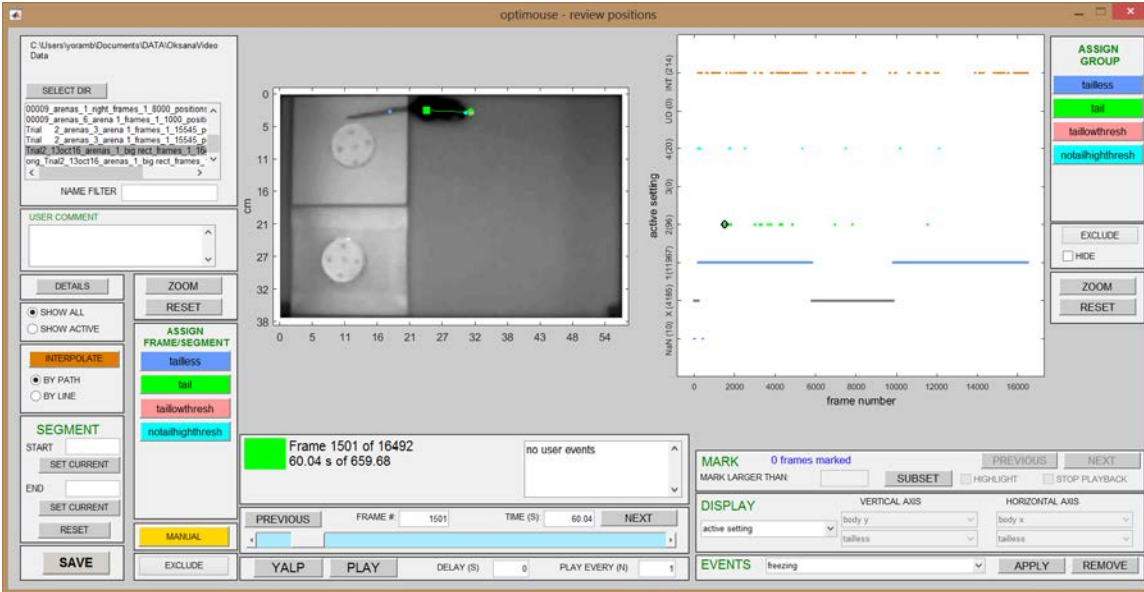 optimouse - review positions
C:\Users\yoramb\Documents\DATA\OksanaVideo
Data
SELECT DIR
00009_arenas_1_right_frames_1_8000_positions
00009_arenas_6_arena 1_frames_1_1000_positi
Trial 2_arenas_3_arena 1_frames_1_15545_p
Trial 2_arenas_3_arena 1_frames_1_15545_p
Trial2_13oct16_arenas_1_big rect_frames_1_16
orig_Trial2_13oct16_arenas_1_big rect_frames_
NAME FILTER
USER COMMENT
DETAILS
SHOW ALL
SHOW ACTIVE
INTERPOLATE
BY PATH
BY LINE
SEGMENT
START
SET CURRENT
END
SET CURRENT
RESET
SAVE
ZOOM
RESET
ASSIGN
FRAME/SEGMENT
tailless
tail
taillowthresh
notailhighthresh
MANUAL
EXCLUDE
cm
0
5
11
16
21
27
32
38
0 5 11 16 21 27 32 38 43 48 54
Frame 1501 of 16492
60.04 s of 659.68
no user events
PREVIOUS FRAME #: 1501 TIME (S): 60.04 NEXT
YALP PLAY DELAY (S) 0 PLAY EVERY (N) 1
active setting
INT (214)
UD (0)
4(20)
3(0)
2(96)
1(11967)
X (4185)
NaN (10)
0 2000 4000 6000 8000 10000 12000 14000 16000
frame number
ASSIGN
GROUP
tailless
tail
taillowthresh
notailhighthresh
EXCLUDE
HIDE
ZOOM
RESET
MARK 0 frames marked PREVIOUS NEXT
MARK LARGER THAN: SUBSET HIGHLIGHT STOP PLAYBACK
DISPLAY VERTICAL AXIS HORIZONTAL AXIS
active setting body y body x
tailless tailless
EVENTS freezing APPLY REMOVE